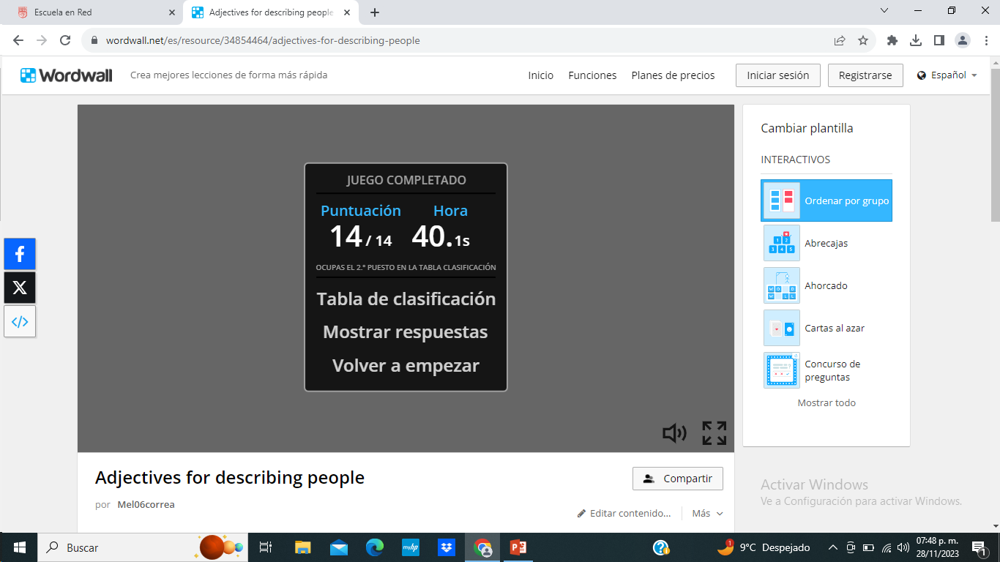 Escuela en Red
Adjectives for describing people
wordwall.net/es/resource/34854464/adjectives-for-describing-people
Wordwall
Crea mejores lecciones de forma más rápida
Inicio
Funciones
Planes de precios
Iniciar sesión
Registrarse
Español
JUEGO COMPLETADO
Puntuación
Hora
14 / 14
40.1s
OCUPAS EL 2.º PUESTO EN LA TABLA CLASIFICACIÓN
Tabla de clasificación
Mostrar respuestas
Volver a empezar
Cambiar plantilla
INTERACTIVOS
Ordenar por grupo
Abrecajas
Ahorcado
Cartas al azar
Concurso de
preguntas
Mostrar todo
Adjectives for describing people
Compartir
por Mel06correa
Editar contenido...
Más
Activar Windows
Ve a Configuración para activar Windows.
Buscar
myhp
1
9°C Despejado
07:48 p. m.
28/11/2023
1